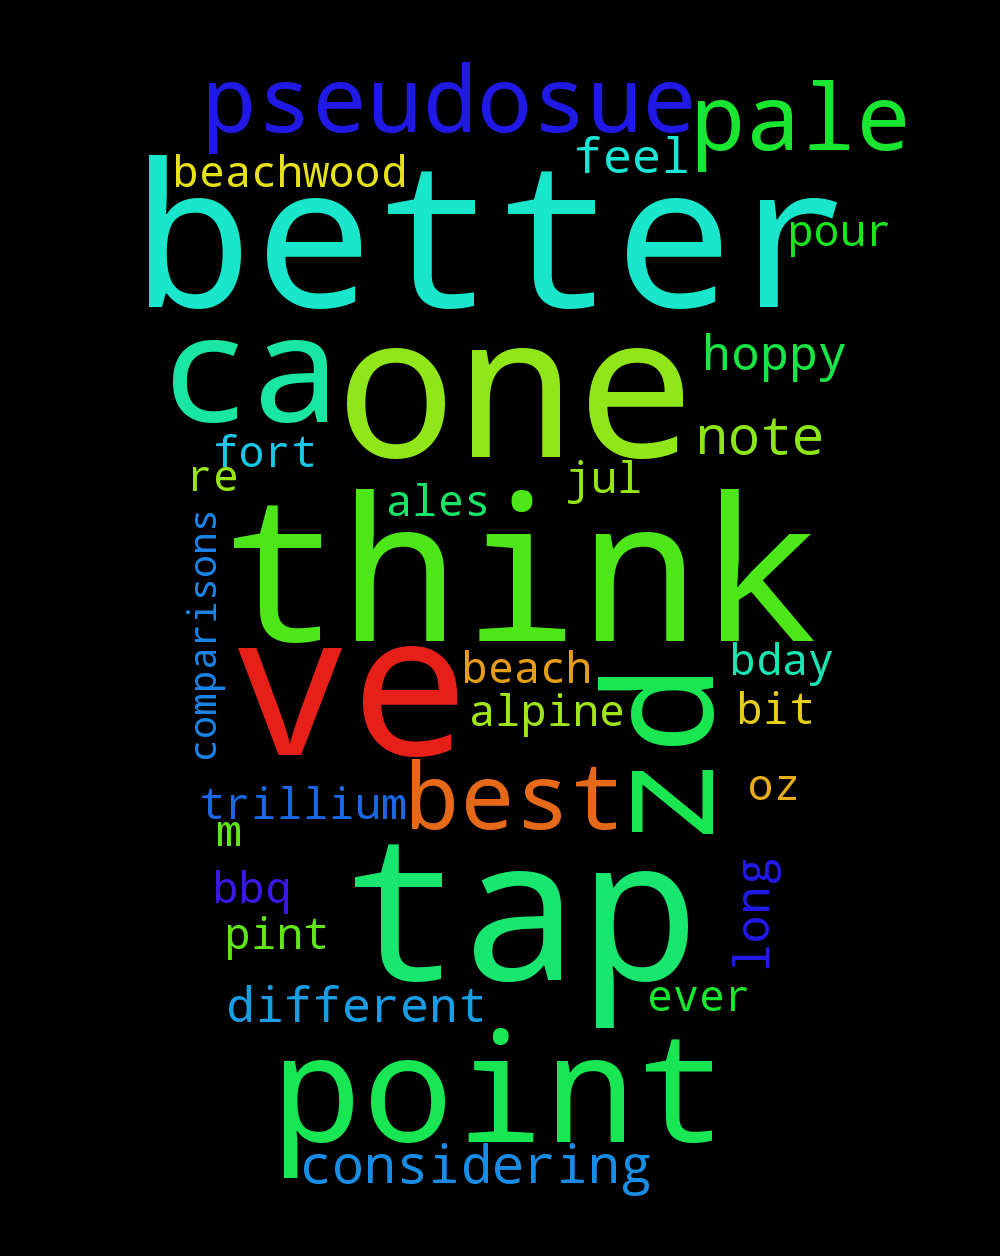 pseudosue
pale
feel
beachwood
better
pour
ca
one
hoppy
note
fort
re
jul
ales
think
comparisons
ve
beach
bday
alpine
zd
bit
best
oz
trillium
m
tap
bbq
long
pint
different
ever
point
considering